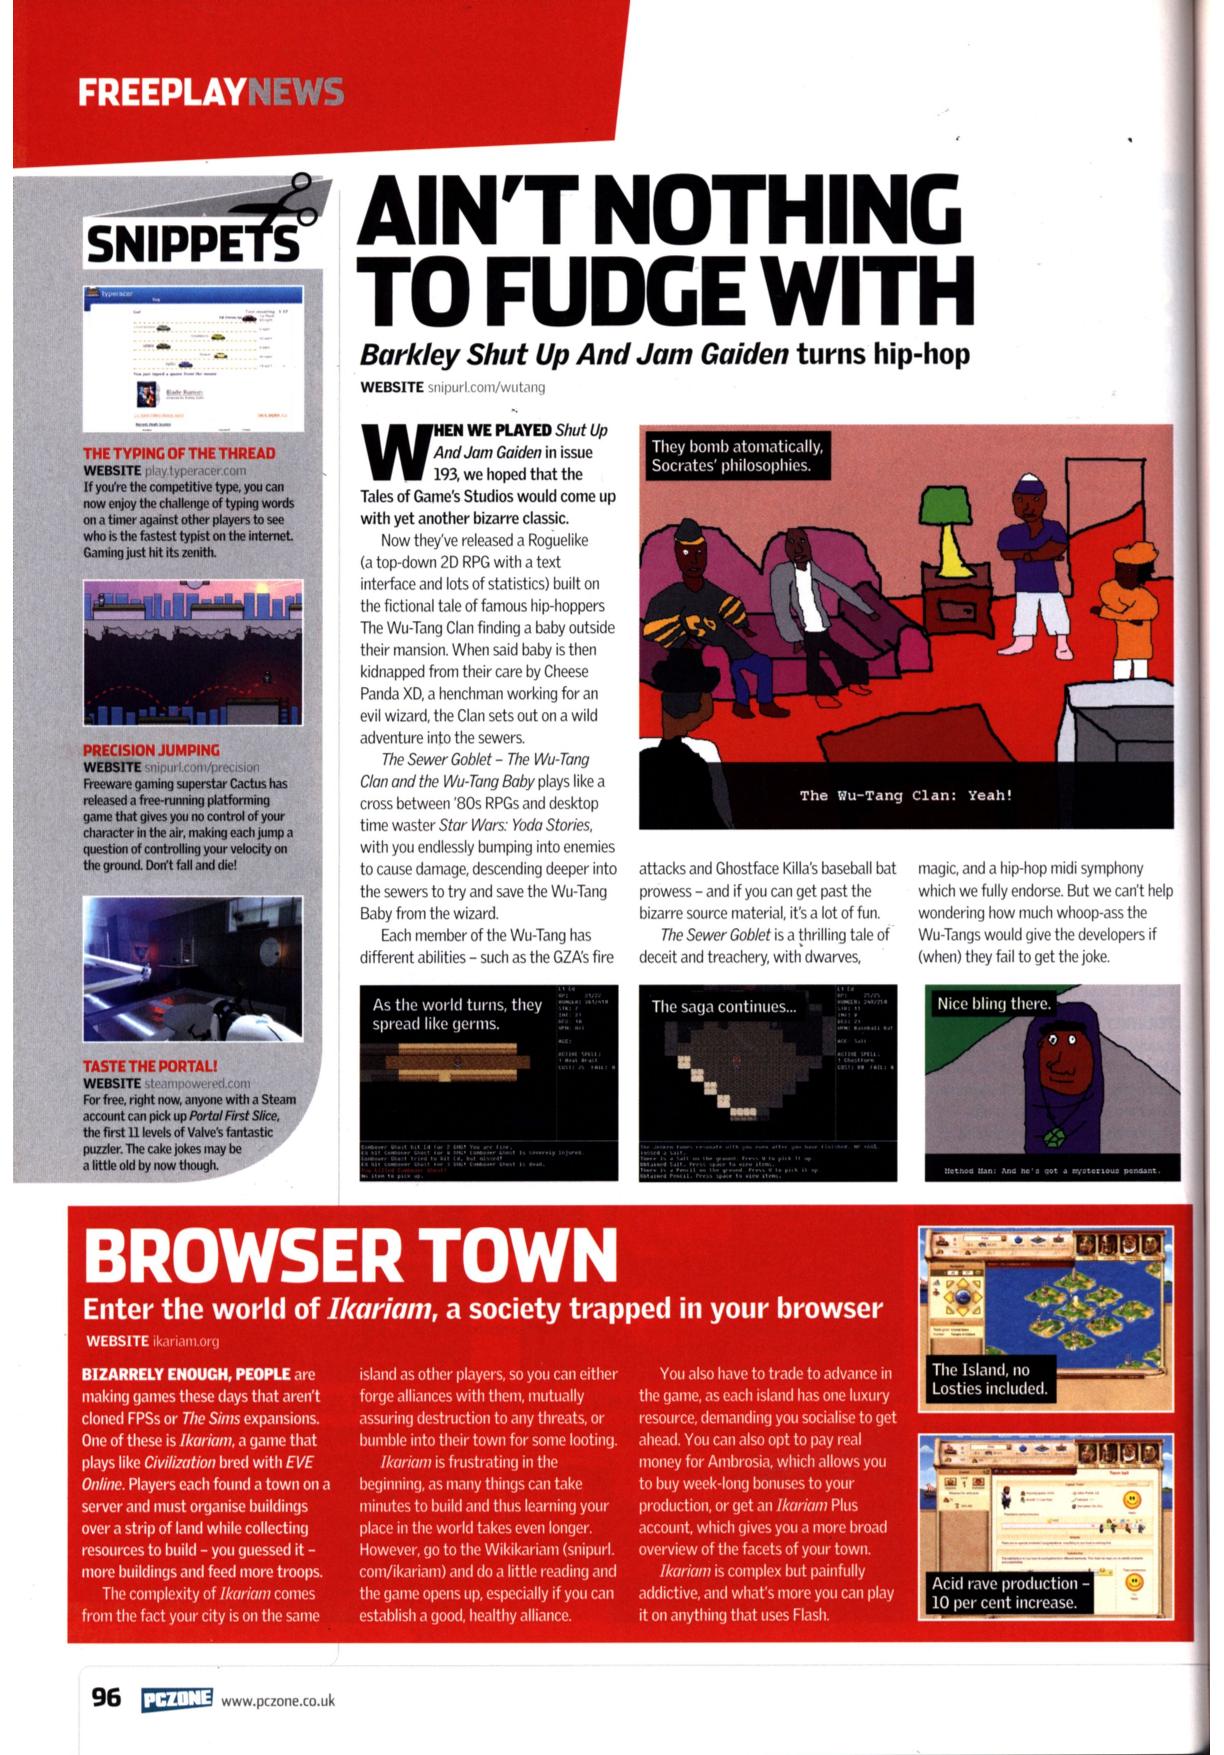 FREEPLAYNEWS
SNIPPETS
typeracer
THE TYPING OF THE THREAD
WEBSITE play.typeracer.com
If you're the competitive type, you can
now enjoy the challenge of typing words
on a timer against other players to see
who is the fastest typist on the internet.
Gaming just hit its zenith.
PRECISION JUMPING
WEBSITE snipurl.com/precision
Freeware gaming superstar Cactus has
released a free-running platforming
game that gives you no control of your
character in the air, making each jump a
question of controlling your velocity on
the ground. Don't fall and die!
TASTE THE PORTAL!
WEBSITE steampowered.com
For free, right now, anyone with a Steam
account can pick up Portal First Slice,
the first 11 levels of Valve's fantastic
puzzler. The cake jokes may be
a little old by now though.
AIN'T NOTHING
TO FUDGE WITH
Barkley Shut Up And Jam Gaiden turns hip-hop
WEBSITE snipurl.com/wutang
WHEN WE PLAYED Shut Up
And Jam Gaiden in issue
193, we hoped that the
Tales of Game's Studios would come up
with yet another bizarre classic.
Now they've released a Roguelike
(a top-down 2D RPG with a text
interface and lots of statistics) built on
the fictional tale of famous hip-hoppers
The Wu-Tang Clan finding a baby outside
their mansion. When said baby is then
kidnapped from their care by Cheese
Panda XD, a henchman working for an
evil wizard, the Clan sets out on a wild
adventure into the sewers.
The Sewer Goblet – The Wu-Tang
Clan and the Wu-Tang Baby plays like a
cross between '80s RPGs and desktop
time waster Star Wars: Yoda Stories,
with you endlessly bumping into enemies
to cause damage, descending deeper into
the sewers to try and save the Wu-Tang
Baby from the wizard.
Each member of the Wu-Tang has
different abilities – such as the GZA's fire
They bomb atomatically,
Socrates' philosophies.
The Wu-Tang Clan: Yeah!
attacks and Ghostface Killa's baseball bat
prowess – and if you can get past the
bizarre source material, it's a lot of fun.
The Sewer Goblet is a thrilling tale of
deceit and treachery, with dwarves,
magic, and a hip-hop midi symphony
which we fully endorse. But we can't help
wondering how much whoop-ass the
Wu-Tangs would give the developers if
(when) they fail to get the joke.
As the world turns, they
spread like germs.
The saga continues...
Nice bling there.
Method Man: And he's got a mysterious pendant.
BROWSER TOWN
Enter the world of Ikariam, a society trapped in your browser
WEBSITE ikariam.org
BIZARRELY ENOUGH, PEOPLE are
making games these days that aren't
cloned FPSs or The Sims expansions.
One of these is Ikariam, a game that
plays like Civilization bred with EVE
Online. Players each found a town on a
server and must organise buildings
over a strip of land while collecting
resources to build – you guessed it –
more buildings and feed more troops.
The complexity of Ikariam comes
from the fact your city is on the same
island as other players, so you can either
forge alliances with them, mutually
assuring destruction to any threats, or
bumble into their town for some looting.
Ikariam is frustrating in the
beginning, as many things can take
minutes to build and thus learning your
place in the world takes even longer.
However, go to the Wikikariam (snipurl.
com/ikariam) and do a little reading and
the game opens up, especially if you can
establish a good, healthy alliance.
You also have to trade to advance in
the game, as each island has one luxury
resource, demanding you socialise to get
ahead. You can also opt to pay real
money for Ambrosia, which allows you
to buy week-long bonuses to your
production, or get an Ikariam Plus
account, which gives you a more broad
overview of the facets of your town.
Ikariam is complex but painfully
addictive, and what's more you can play
it on anything that uses Flash.
The Island, no
Losties included.
Acid rave production –
10 per cent increase.
96 PCZONE www.pczone.co.uk